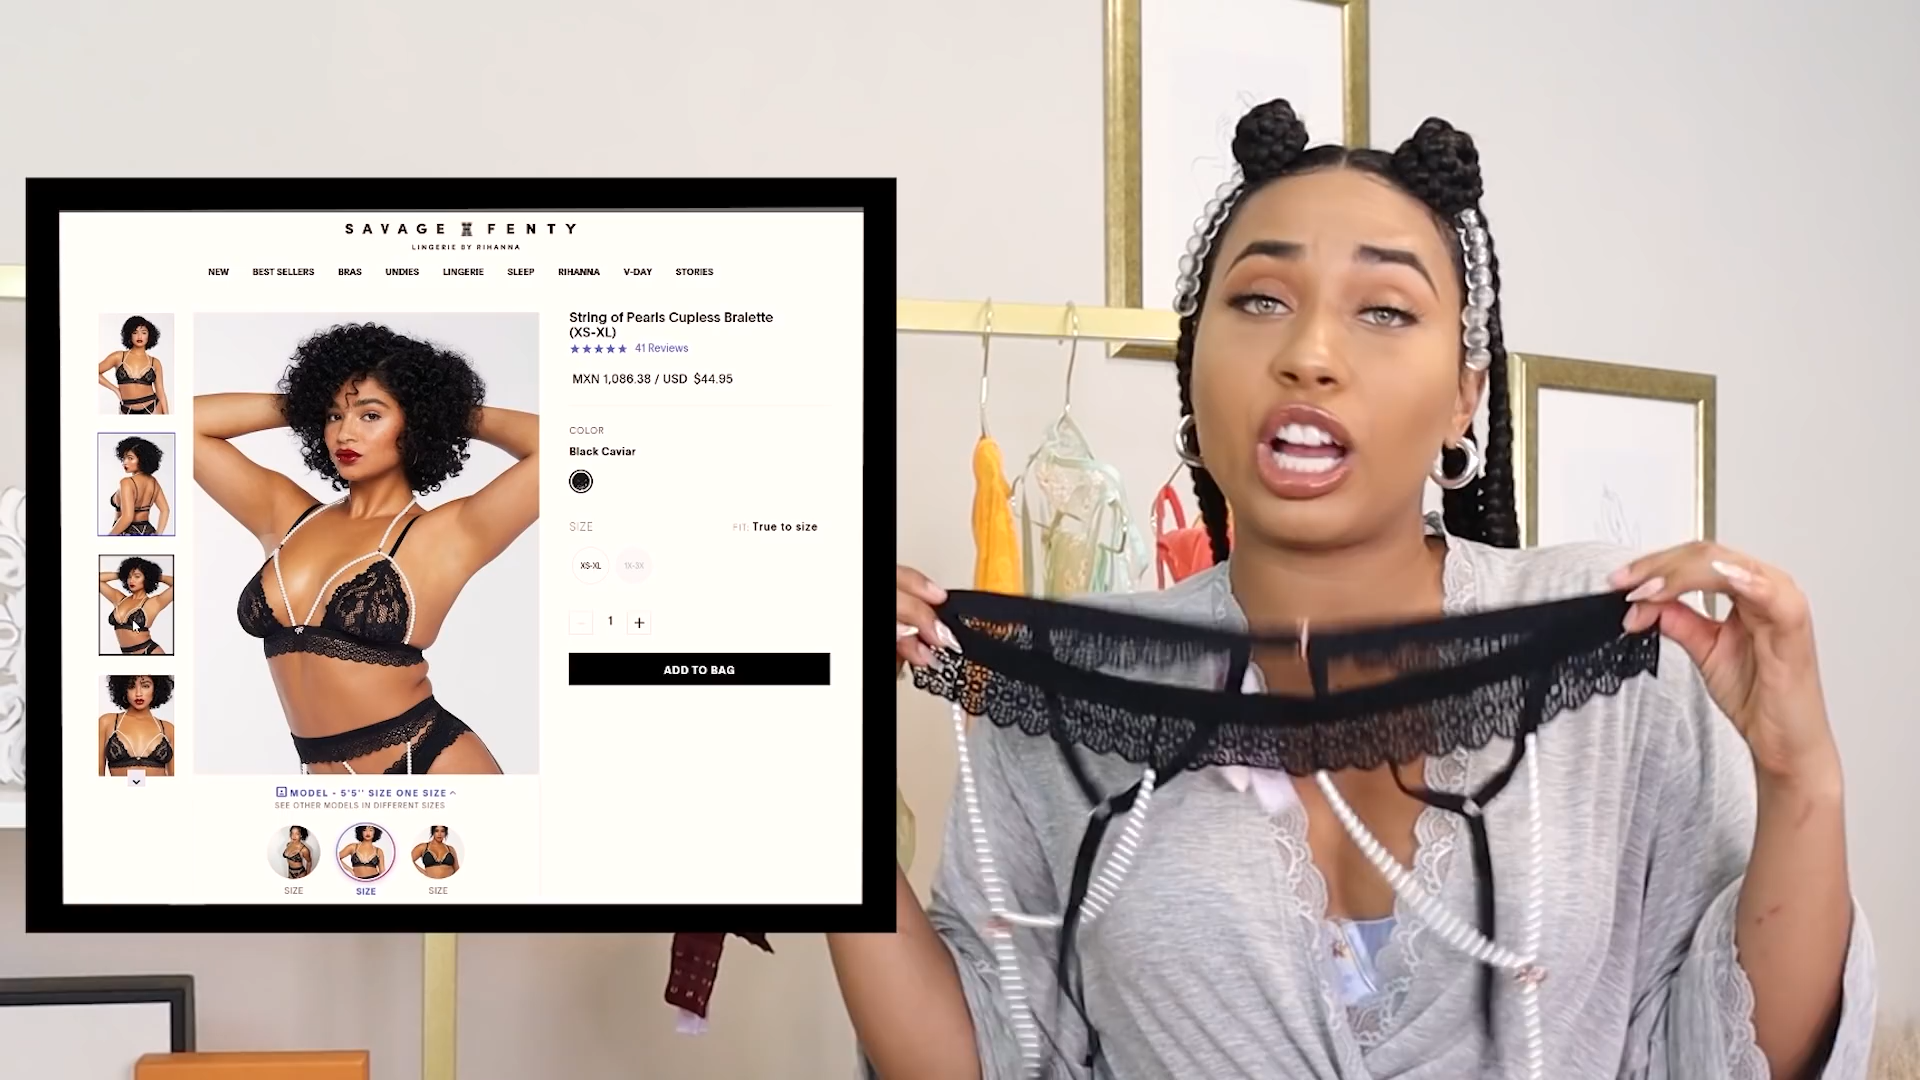 SAVAGE X FENTY
LINGERIE BY RIHANNA
NEW BEST SELLERS BRAS UNDIES LINGERIE SLEEP RIHANNA V-DAY STORIES
String of Pearls Cupless Bralette
(XS-XL)
41 Reviews
MXN 1,086.38 / USD $44.95
COLOR
Black Caviar
SIZE FIT: True to size
XS-XL 1X-3X
- 1 +
ADD TO BAG
MODEL - 5'5'' SIZE ONE SIZE
SEE OTHER MODELS IN DIFFERENT SIZES
SIZE SIZE SIZE